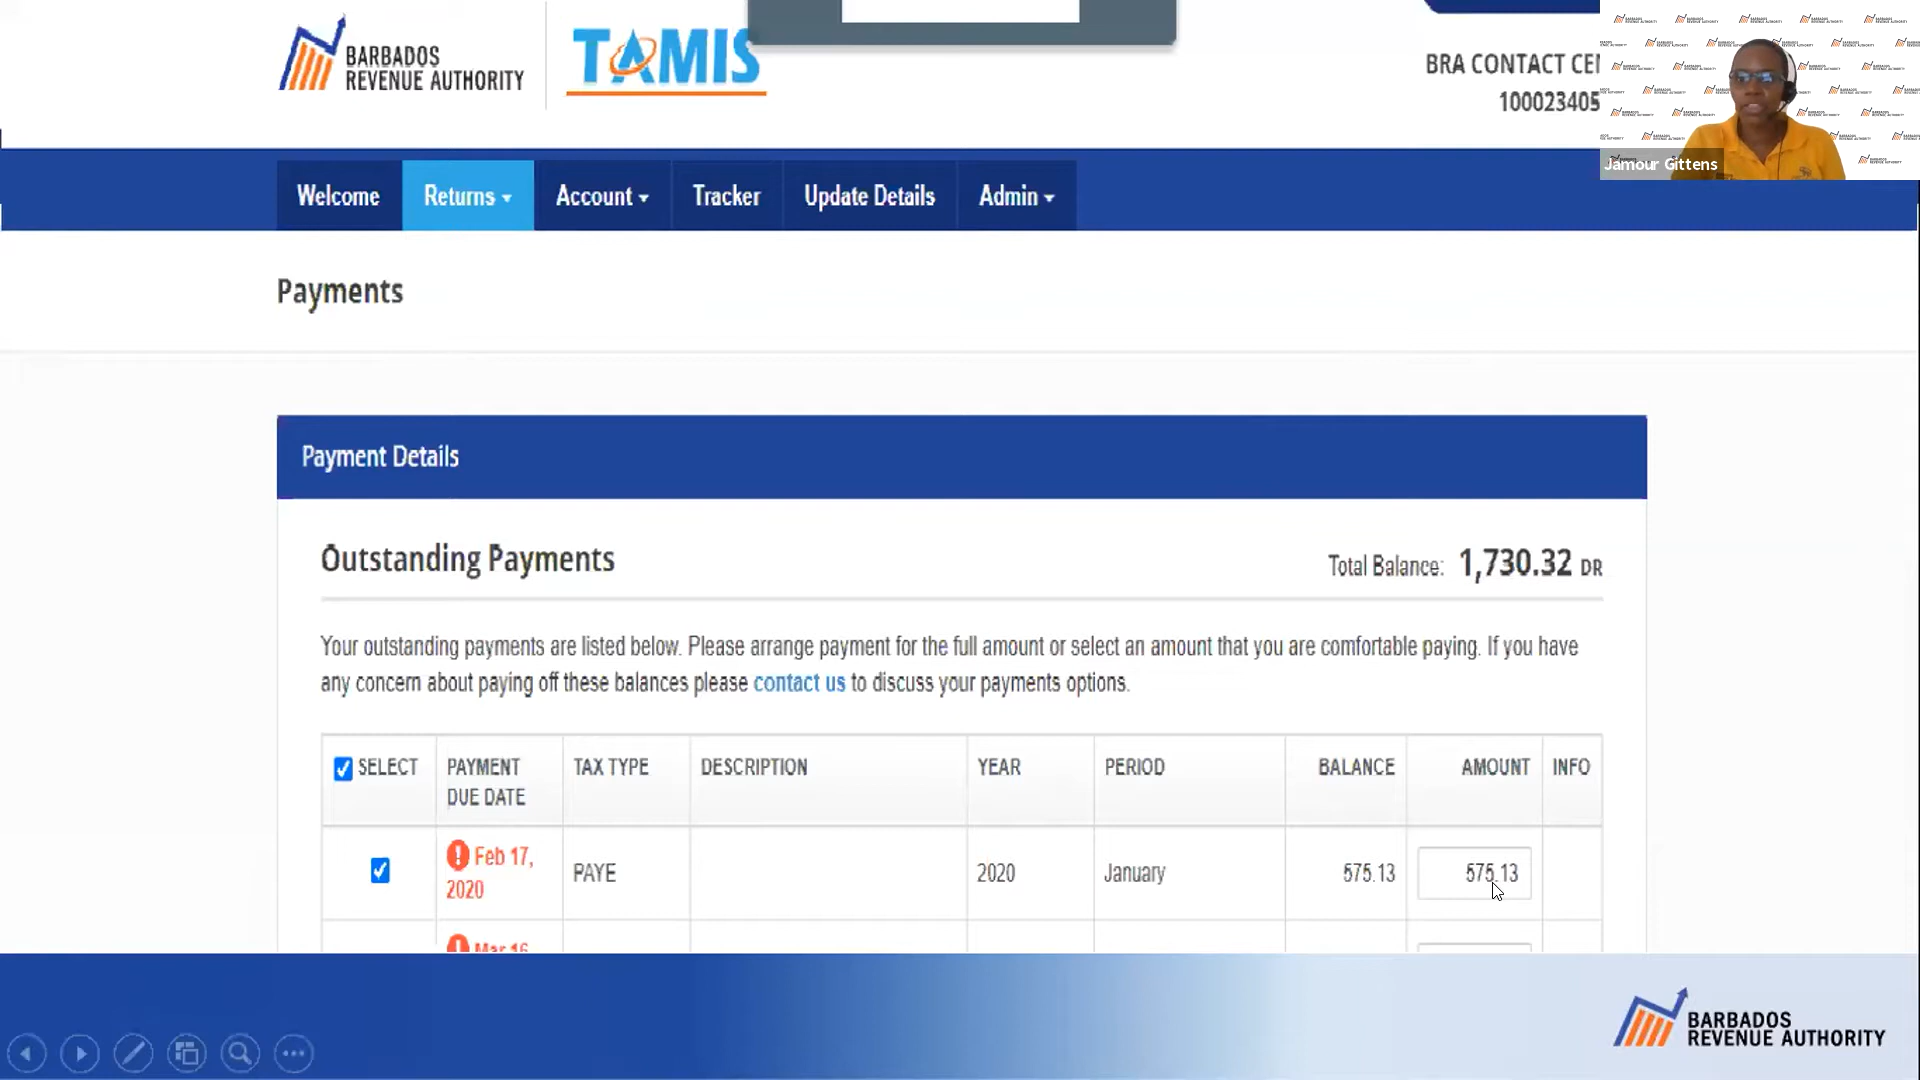 BARBADOS
REVENUE AUTHORITY
TAMIS
BRA CONTACT CE
100023405
Jamour Gittens
Welcome
Returns
Account
Tracker
Update Details
Admin
Payments
Payment Details
Outstanding Payments
Total Balance: 1,730.32 DR
Your outstanding payments are listed below. Please arrange payment for the full amount or select an amount that you are comfortable paying. If you have
any concern about paying off these balances please contact us to discuss your payments options.
SELECT
PAYMENT
DUE DATE
TAX TYPE
DESCRIPTION
YEAR
PERIOD
BALANCE
AMOUNT
INFO
Feb 17,
2020
PAYE
2020
January
575.13
575.13
Mar 16
BARBADOS
REVENUE AUTHORITY